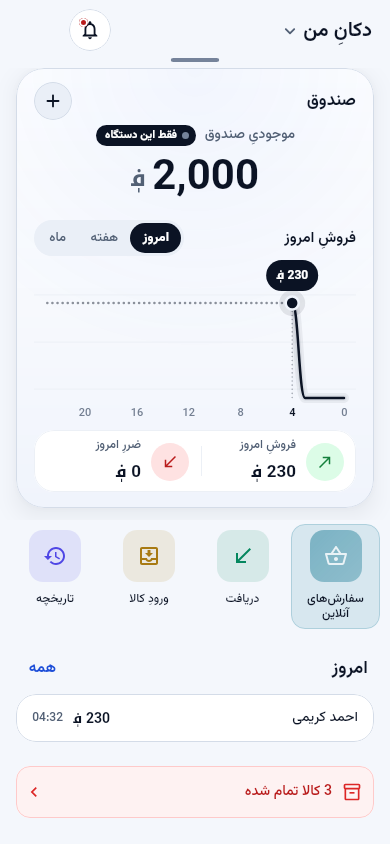 دکانِ من
صندوق
موجودیِ صندوق
فقط این دستگاه
2,000 ؋
فروشِ امروز
امروز
هفته
ماه
230 ؋
0
4
8
12
16
20
فروشِ امروز
230 ؋
ضررِ امروز
0 ؋
سفارش‌های
آنلاین
دریافت
ورودِ کالا
تاریخچه
امروز
همه
احمد کریمی
230 ؋
04:32
3 کالا تمام شده